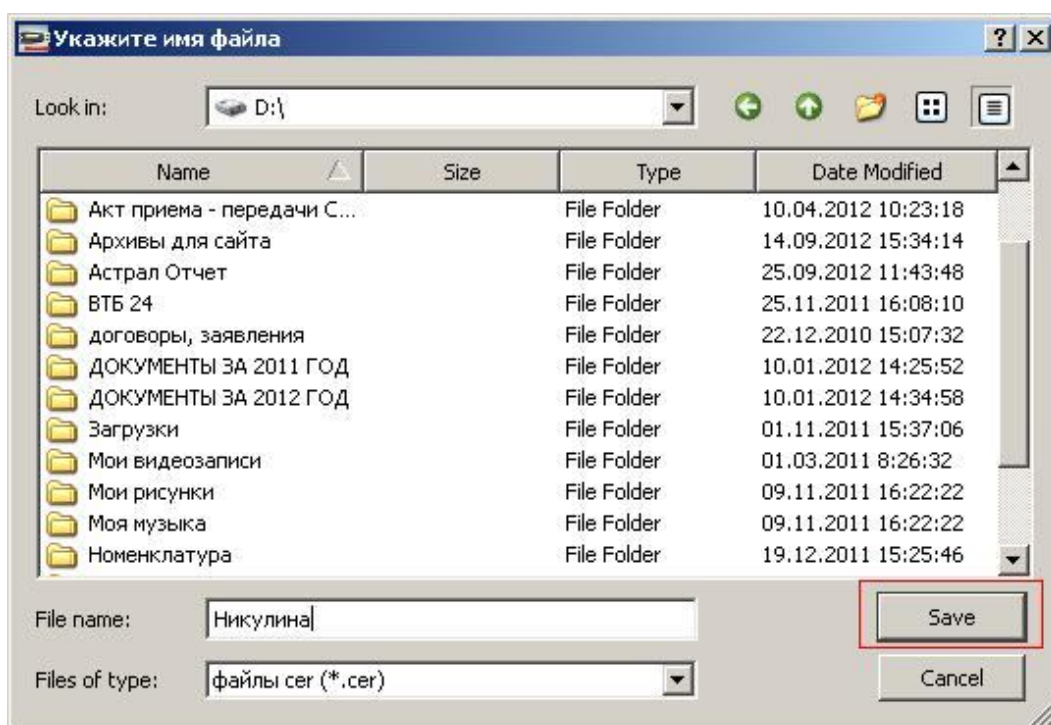 Укажите имя файла
Look in: D:\
Name Size Type Date Modified
Акт приема - передачи С... File Folder 10.04.2012 10:23:18
Архивы для сайта File Folder 14.09.2012 15:34:14
Астрал Отчет File Folder 25.09.2012 11:43:48
ВТБ 24 File Folder 25.11.2011 16:08:10
договоры, заявления File Folder 22.12.2010 15:07:32
ДОКУМЕНТЫ ЗА 2011 ГОД File Folder 10.01.2012 14:25:52
ДОКУМЕНТЫ ЗА 2012 ГОД File Folder 10.01.2012 14:34:58
Загрузки File Folder 01.11.2011 15:37:06
Мои видеозаписи File Folder 01.03.2011 8:26:32
Мои рисунки File Folder 09.11.2011 16:22:22
Моя музыка File Folder 09.11.2011 16:22:22
Номенклатура File Folder 19.12.2011 15:25:46
File name: Никулина Save
Files of type: файлы cer (*.cer) Cancel